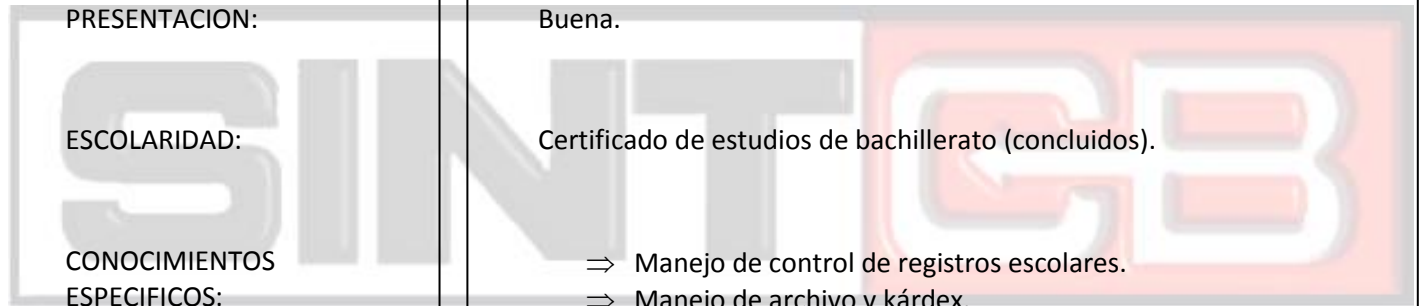 PRESENTACION: Buena.
SINTCB
ESCOLARIDAD: Certificado de estudios de bachillerato (concluidos).
CONOCIMIENTOS ⇒ Manejo de control de registros escolares.
ESPECIFICOS: ⇒ Manejo de archivo y kárdex.